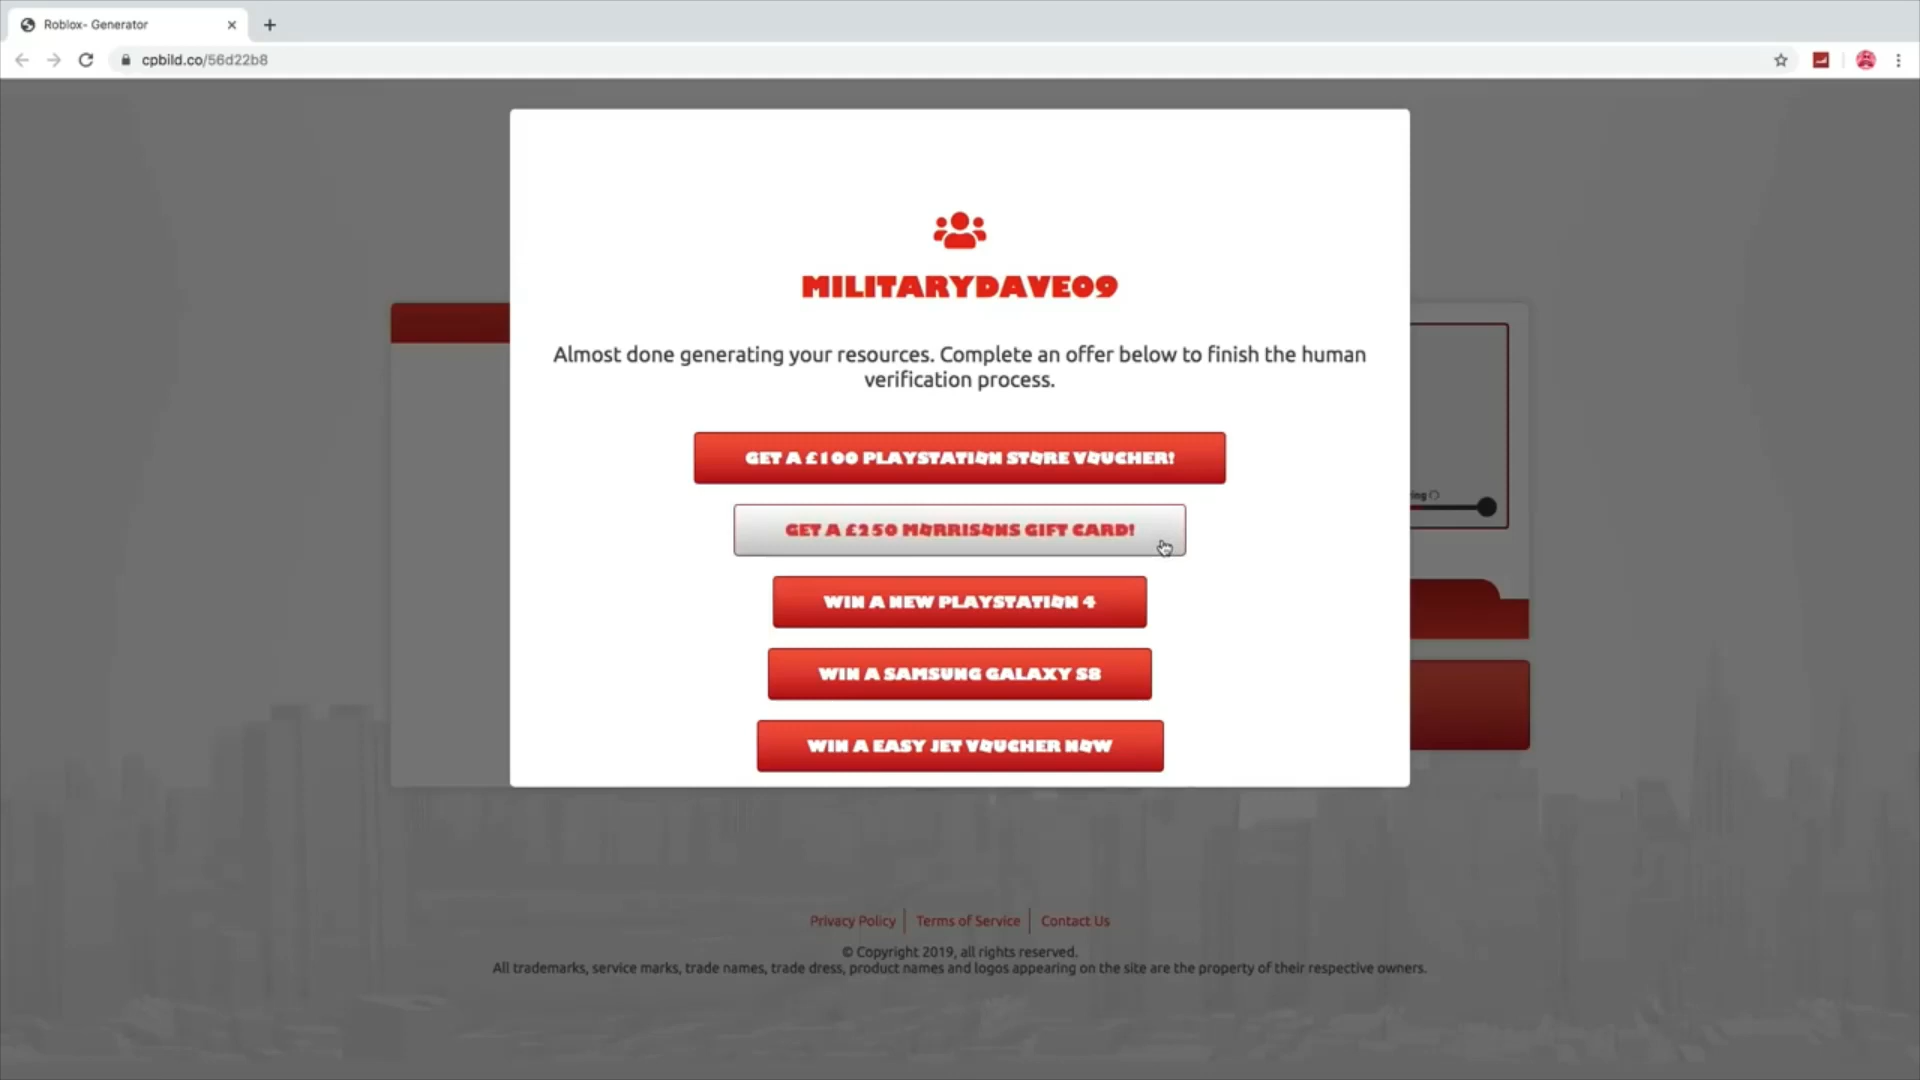 Roblox- Generator
cpbild.co/56d22b8
MILITARYDAVE09
Almost done generating your resources. Complete an offer below to finish the human
verification process.
GET A £100 PLAYSTATION STORE VOUCHER!
GET A £250 MORRISONS GIFT CARD!
WIN A NEW PLAYSTATION 4
WIN A SAMSUNG GALAXY S8
WIN A EASY JET VOUCHER NOW
Privacy Policy
Terms of Service
Contact Us
© Copyright 2019, all rights reserved.
All trademarks, service marks, trade names, trade dress, product names and logos appearing on the site are the property of their respective owners.